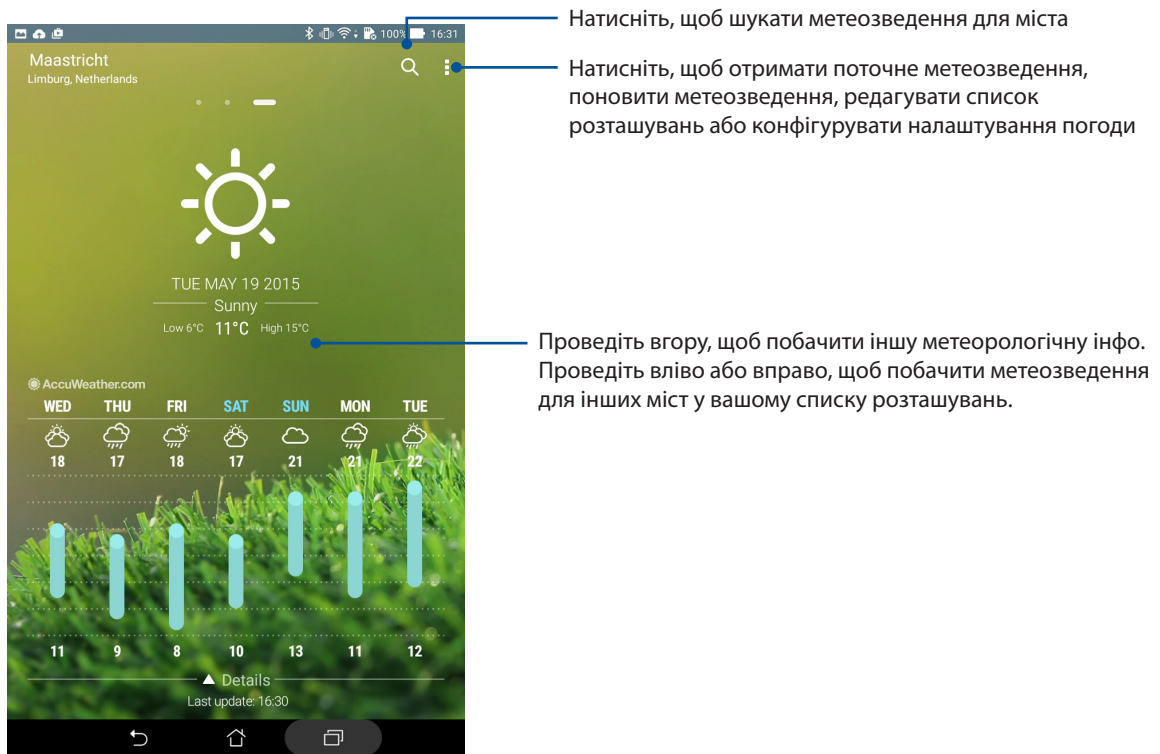 Натисніть, щоб шукати метеозведення для міста
Натисніть, щоб отримати поточне метеозведення,
поновити метеозведення, редагувати список
розташувань або конфігурувати налаштування погоди
100% 16:31
Maastricht
Limburg, Netherlands
TUE MAY 19 2015
Sunny
Low 6°C 11°C High 15°C
Проведіть вгору, щоб побачити іншу метеорологічну інфо.
Проведіть вліво або вправо, щоб побачити метеозведення
для інших міст у вашому списку розташувань.
AccuWeather.com
WED THU FRI SAT SUN MON TUE
18 17 18 17 21 21 22
11 9 8 10 13 11 12
Details
Last update: 16:30